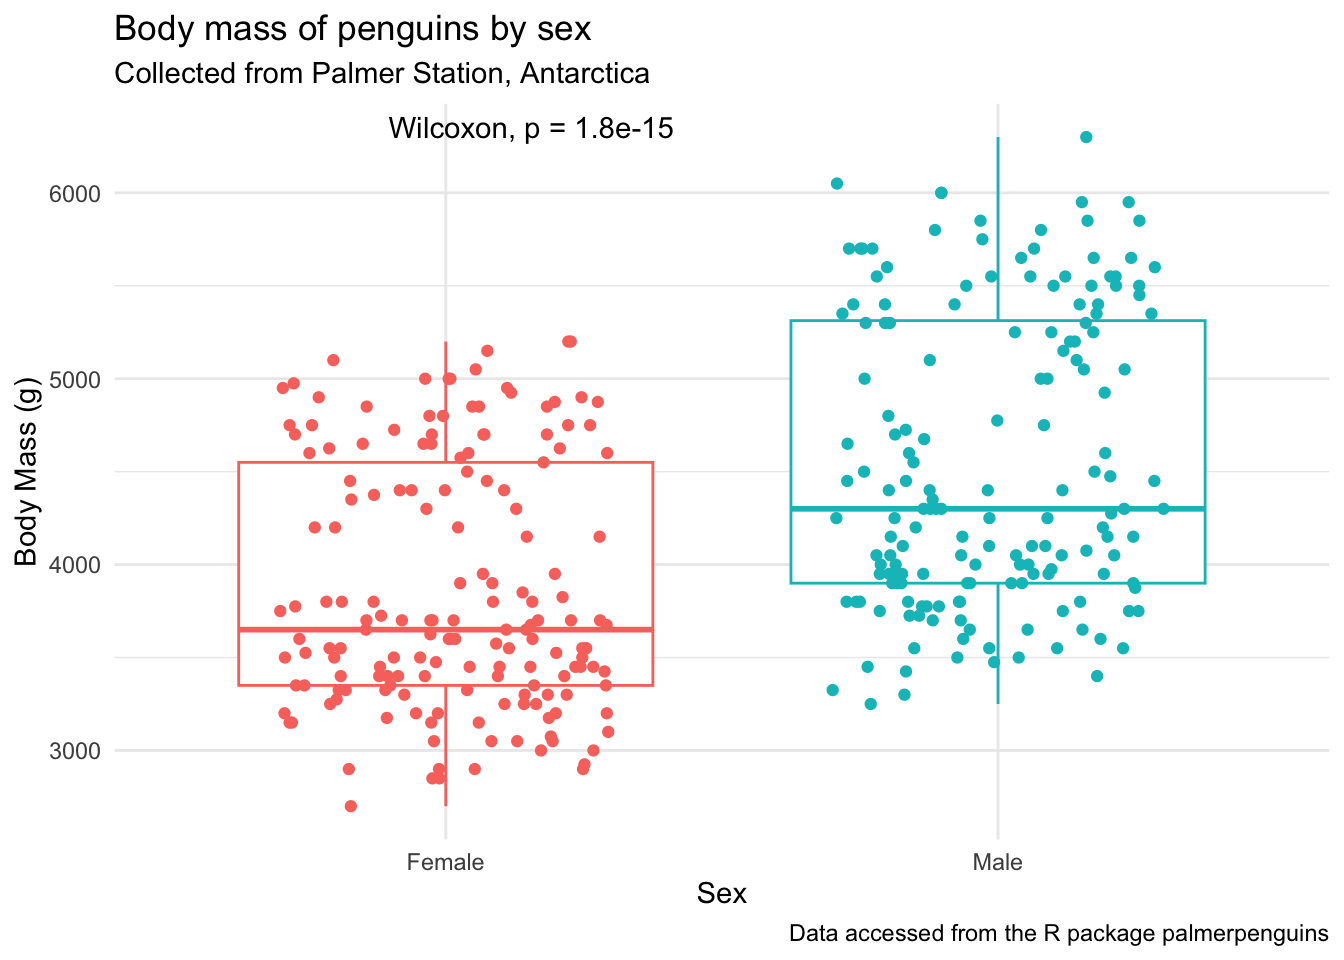 Body mass of penguins by sex
Collected from Palmer Station, Antarctica
Wilcoxon, p = 1.8e-15
6000
5000
4000
3000
Body Mass (g)
Female
Male
Sex
Data accessed from the R package palmerpenguins